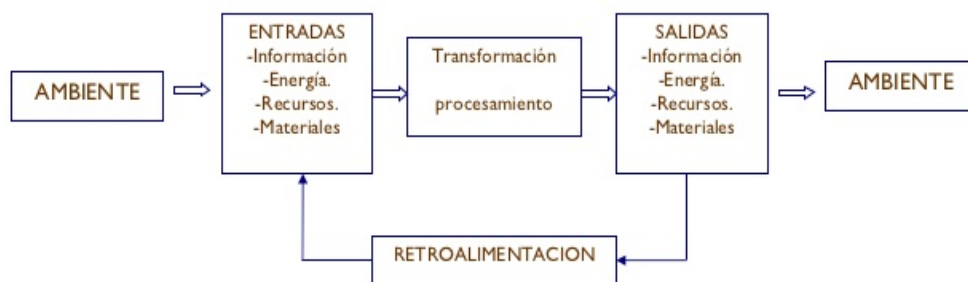 AMBIENTE
ENTRADAS
-Información
-Energía.
-Recursos.
-Materiales
Transformación
procesamiento
SALIDAS
-Información
-Energía.
-Recursos.
-Materiales
AMBIENTE
RETROALIMENTACION